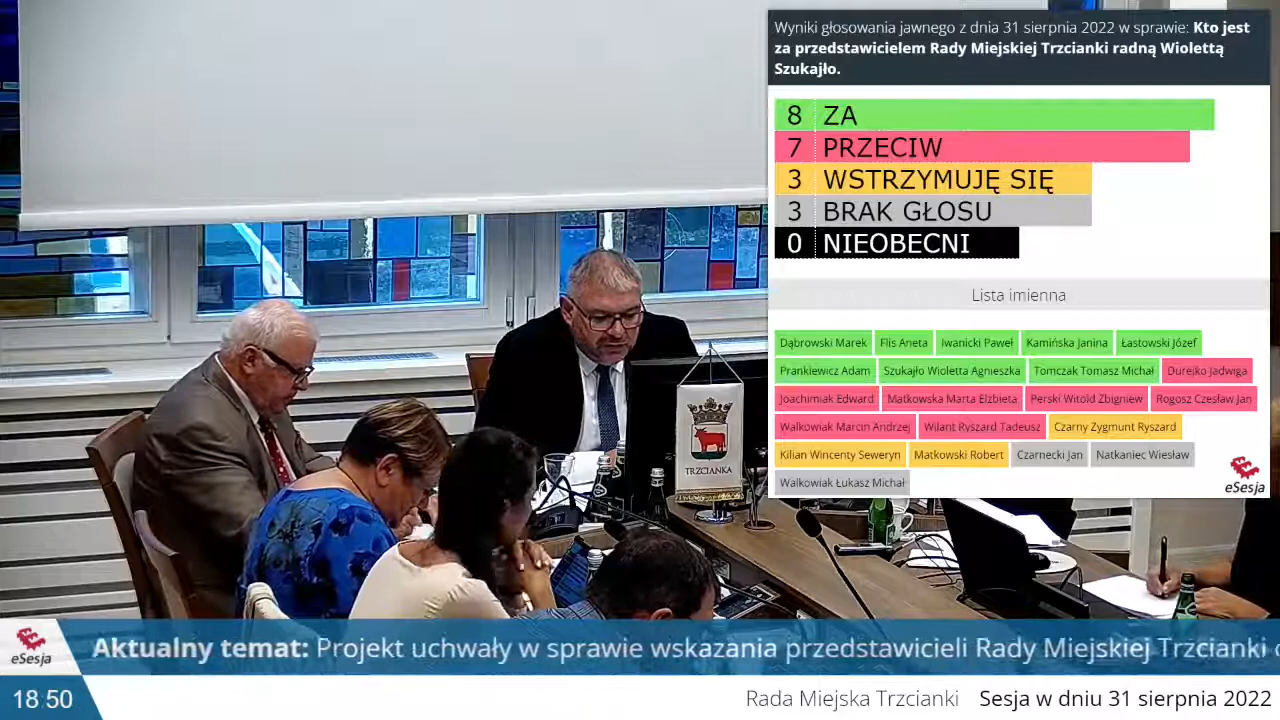 Wyniki głosowania jawnego z dnia 31 sierpnia 2022 w sprawie: Kto jest
za przedstawicielem Rady Miejskiej Trzcianki radną Wiolettą
Szukajło.
8 ZA
7 PRZECIW
3 WSTRZYMUJĘ SIĘ
3 BRAK GŁOSU
0 NIEOBECNI
Lista imienna
Dąbrowski Marek Flis Aneta Iwanicki Paweł Kamińska Janina Łastowski Józef
Prankiewicz Adam Szukajło Wioletta Agnieszka Tomczak Tomasz Michał Durejko Jadwiga
Joachimiak Edward Matkowska Marta Elżbieta Perski Witold Zbigniew Rogosz Czesław Jan
Walkowiak Marcin Andrzej Wilant Ryszard Tadeusz Czarny Zygmunt Ryszard
Kilian Wincenty Seweryn Matkowski Robert Czarnecki Jan Natkaniec Wiesław
Walkowiak Łukasz Michał
eSesja
TRZCIANKA
eSesja
Aktualny temat: Projekt uchwały w sprawie wskazania przedstawicieli Rady Miejskiej Trzcianki
18:50
Rada Miejska Trzcianki Sesja w dniu 31 sierpnia 2022